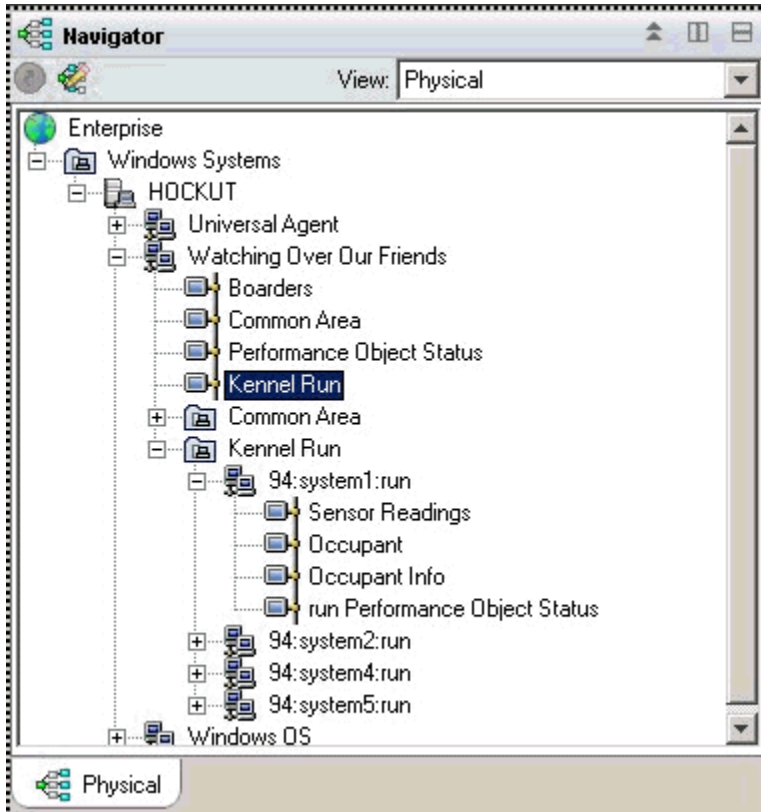 Navigator
View: Physical
Enterprise
Windows Systems
HOCKUT
Universal Agent
Watching Over Our Friends
Boarders
Common Area
Performance Object Status
Kennel Run
Common Area
Kennel Run
94:system1:run
Sensor Readings
Occupant
Occupant Info
run Performance Object Status
94:system2:run
94:system4:run
94:system5:run
Windows OS
Physical